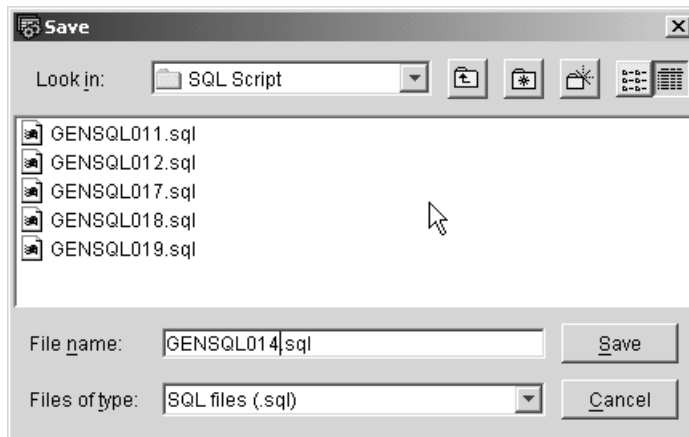 Save
Look in: SQL Script
GENSQL011.sql
GENSQL012.sql
GENSQL017.sql
GENSQL018.sql
GENSQL019.sql
File name: GENSQL014.sql Save
Files of type: SQL files (.sql) Cancel